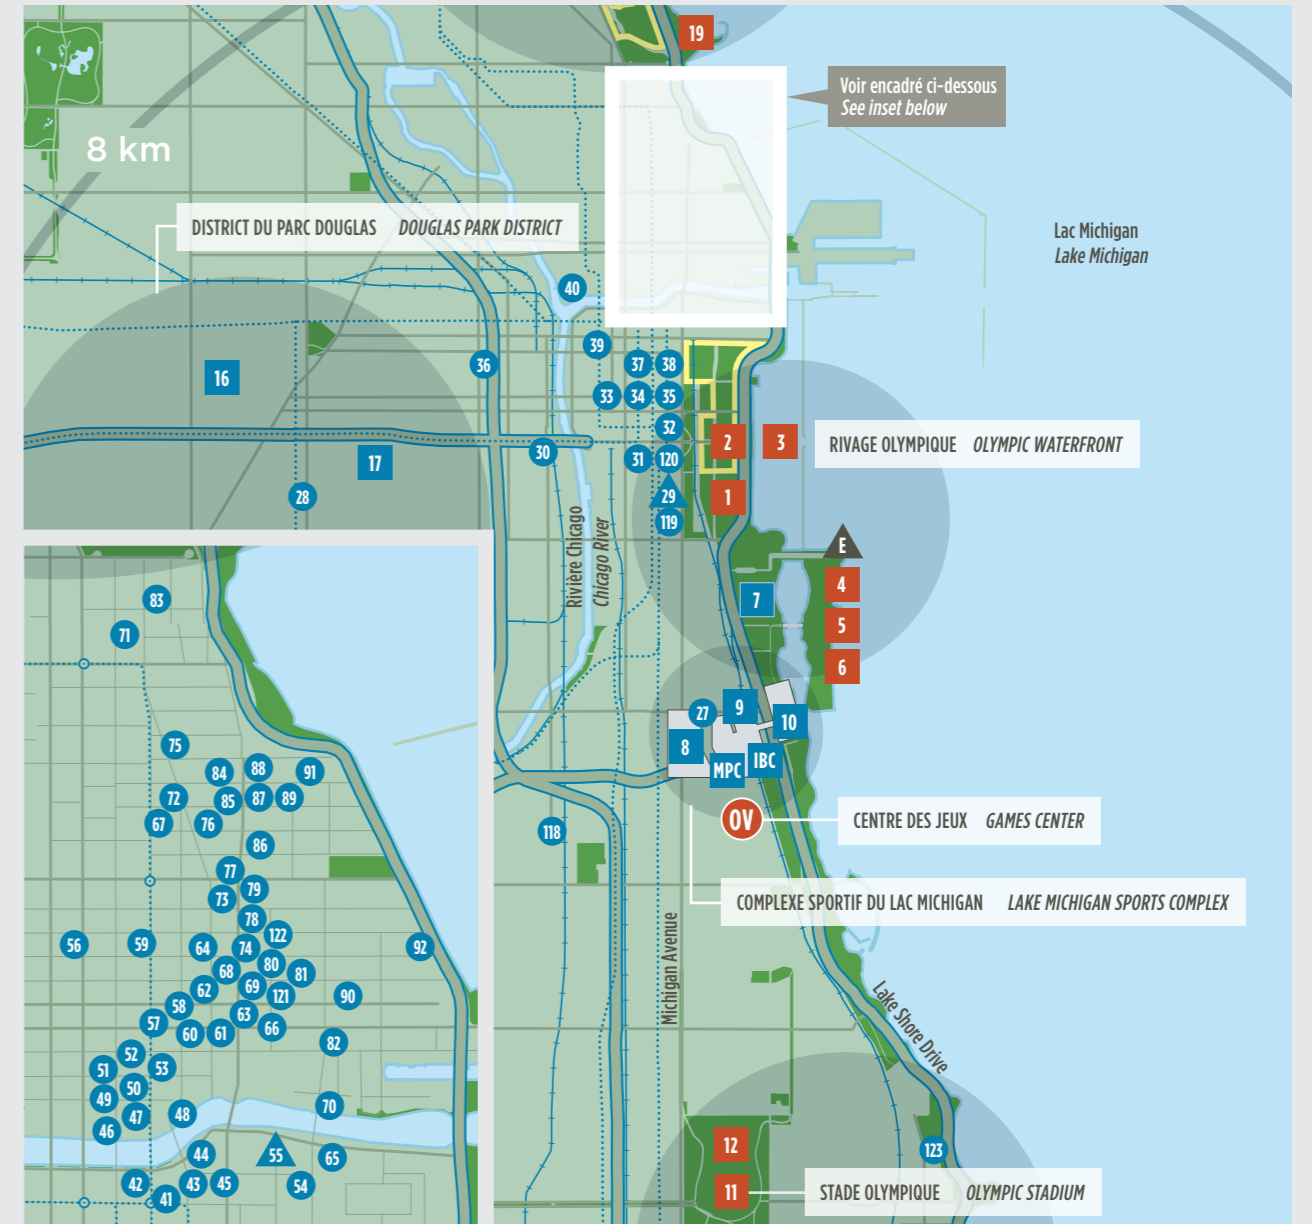 19
Voir encadré ci-dessous
See inset below
8 km
DISTRICT DU PARC DOUGLAS DOUGLAS PARK DISTRICT
Lac Michigan
Lake Michigan
40
39
36
37 38
16
33 34 35
32
2 3
RIVAGE OLYMPIQUE OLYMPIC WATERFRONT
30
31 120
17
28
29
1
119
Rivière Chicago
Chicago River
E
4
7
5
6
27 9
10
8
MPC IBC
OV
CENTRE DES JEUX GAMES CENTER
118
COMPLEXE SPORTIF DU LAC MICHIGAN LAKE MICHIGAN SPORTS COMPLEX
Michigan Avenue
Lake Shore Drive
12
123
11
STADE OLYMPIQUE OLYMPIC STADIUM
83
71
75
84 88 91
72 85 87 89
67 76
86
77
73 79
78
122
56 59 64 74 92
68 80 81
62 69 121 90
58
57 63
60 61 66
82
52
51 53
50
49
47 48 70
46
44 55 65
42 43 45 54
41